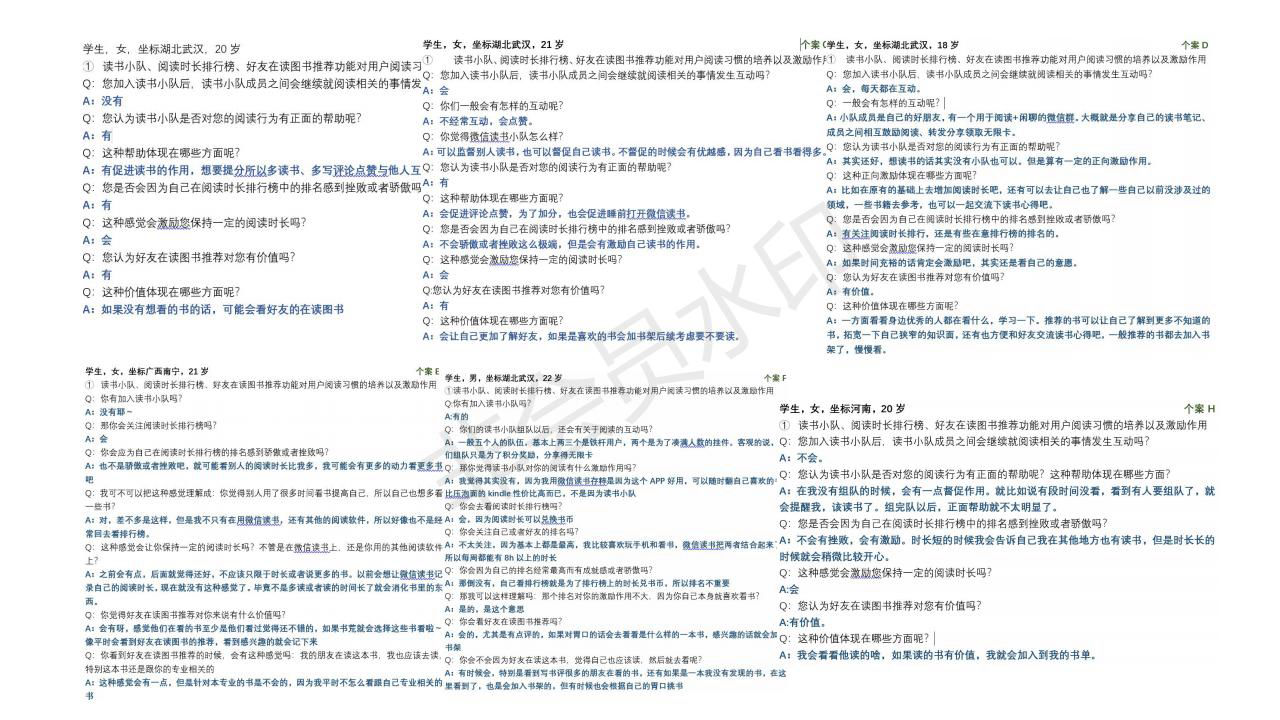 学生，女，坐标湖北武汉，20 岁
① 读书小队、阅读时长排行榜、好友在读图书推荐功能对用户阅读习
Q：您加入读书小队后，读书小队成员之间会继续就阅读相关的事情发
A：没有
Q：您认为读书小队是否对您的阅读行为有正面的帮助呢？
A：有
Q：这种帮助体现在哪些方面呢？
A：有促进读书的作用，想要提分所以多读书、多写评论点赞与他人互
Q：您是否会因为自己在阅读时长排行榜中的排名感到挫败或者骄傲吗
A：有
Q：这种感觉会激励您保持一定的阅读时长吗？
A：会
Q：您认为好友在读图书推荐对您有价值吗？
A：有
Q：这种价值体现在哪些方面呢？
A：如果没有想看的书的话，可能会看好友的在读图书
学生，女，坐标湖北武汉，21 岁
个案 C
① 读书小队、阅读时长排行榜、好友在读图书推荐功能对用户阅读习惯的培养以及激励作用
Q：您加入读书小队后，读书小队成员之间会继续就阅读相关的事情发生互动吗？
A：会
Q：你们一般会有怎样的互动呢？
A：不经常互动，会点赞。
Q：你觉得微信读书小队怎么样？
A：可以监督别人读书，也可以督促自己读书。不督促的时候会有优越感，因为自己看书看得多。
Q：您认为读书小队是否对您的阅读行为有正面的帮助呢？
A：有
Q：这种帮助体现在哪些方面呢？
A：会促进评论点赞，为了加分，也会促进睡前打开微信读书。
Q：您是否会因为自己在阅读时长排行榜中的排名感到挫败或者骄傲吗？
A：不会骄傲或者挫败这么极端，但是会有激励自己读书的作用。
Q：这种感觉会激励您保持一定的阅读时长吗？
A：会
Q:您认为好友在读图书推荐对您有价值吗？
A：有
Q：这种价值体现在哪些方面呢？
A：会让自己更加了解好友，如果是喜欢的书会加书架后续考虑要不要读。
学生，女，坐标湖北武汉，18 岁
个案 D
① 读书小队、阅读时长排行榜、好友在读图书推荐功能对用户阅读习惯的培养以及激励作用
Q：您加入读书小队后，读书小队成员之间会继续就阅读相关的事情发生互动吗？
A：会，每天都在互动。
Q：一般会有怎样的互动呢？
A：小队成员是自己的好朋友，有一个用于阅读+闲聊的微信群。大概就是分享自己的读书笔记、
成员之间相互鼓励阅读、转发分享领取无限卡。
Q：您认为读书小队是否对您的阅读行为有正面的帮助呢？
A：其实还好，想读书的话其实没有小队也可以。但是算有一定的正向激励作用。
Q：这种正向激励作用体现在哪些方面呢？
A：比如在原有的基础上去增加阅读时长吧，还有可以去让自己也了解一些自己以前没涉及过的
领域，一些书籍去参考，也可以一起交流下读书心得吧。
Q：您是否会因为自己在阅读时长排行榜中的排名感到挫败或者骄傲吗？
A：有关注阅读时长排行，还是有些在意排行榜的排名的。
Q：这种感觉会激励您保持一定的阅读时长吗？
A：如果时间充裕的话肯定会激励吧，其实还是看自己的意愿。
Q：您认为好友在读图书推荐对您有价值吗？
A：有价值。
Q：这种价值体现在哪些方面呢？
A：一方面看看身边优秀的人都在看什么，学习一下。推荐的书可以让自己了解到更多不知道的
书，拓宽一下自己狭窄的知识面，还有也方便和好友交流读书心得吧，一般推荐的书都去加入书
架了，慢慢看。
学生，女，坐标广西南宁，21 岁
个案 E
① 读书小队、阅读时长排行榜、好友在读图书推荐功能对用户阅读习惯的培养以及激励作用
Q：你有加入读书小队吗？
A：没有耶～
Q：那你会关注阅读时长排行榜吗？
A：会
Q：你会应为自己在阅读时长排行榜中的排名感到骄傲或者挫败吗？
A：也不是骄傲或者挫败吧，就可能看别人的阅读时长比我多，我可能会有更多的动力看更多书
吧
Q：我可不可以把这种感觉理解成：你觉得别人用了很多时间看书提高自己，所以自己也想多看
一些书？
A：对，差不多是这样，但是我不只有在用微信读书，还有其他的阅读软件，所以好像也不是经
常回去看排行榜。
Q：这种感觉会让你保持一定的阅读时长吗？不管是在微信读书上，还是你用的其他阅读软件
上？
A：之前会有点，后面就觉得还好，不应该只限于时长或者说更多的书。以前会想让微信读书记
录自己的阅读时长，现在就没有这种感觉了。毕竟不是多读或者读的时间长了就会消化书里的东
西。
Q：你觉得好友在读图书推荐对你来说有什么价值吗？
A：会有呀，感觉他们在看的书至少是他们看过觉得还不错的，如果书荒就会选择这些书看啦～
像平时会看到好友在读图书的推荐，看到感兴趣的就会记下来
Q：你看到好友在读图书推荐的时候，会有这种感觉吗：我的朋友在读这本书，我也应该去读，
特别这本书还是跟你的专业相关的
A：这种感觉会有一点，但是针对本专业的书是不会的，因为我平时不怎么看跟自己专业相关的
书
学生，男，坐标湖北武汉，22 岁
个案 F
①读书小队、阅读时长排行榜、好友在读图书推荐功能对用户阅读习惯的培养以及激励作用
Q:你有加入读书小队吗？
A:有的
Q：你们的读书小队组队以后，还会有关于阅读的互动吗？
A：一般五个人的队伍，基本上两三个是铁杆用户，两个是为了凑满人数的挂件。客观的说，
们组队只是为了积分奖励，分享得无限卡
Q：那你觉得读书小队对你的阅读有什么激励作用吗？
A：我觉得其实没有，因为我用微信读书存粹是因为这个 APP 好用，可以随时翻自己喜欢的
比压泡面的 kindle 性价比高而已，不是因为读书小队
Q：你会去看阅读时长排行吗？
A：会，因为阅读时长可以兑换书币
Q：你会关注自己或者好友的排名吗？
A：不太关注，因为基本上都是最高，我比较喜欢玩手机和看书，微信读书把两者结合起来
所以每周都能有 8h 以上的时长
Q：你会因为自己的排名经常最高而有成就感或者骄傲吗？
A：那倒没有，自己看排行榜就是为了排行榜上的时长兑书币，所以排名不重要
Q：那我可以这样理解吗：那个排名对你的激励作用不大，因为你自己本身就喜欢看书？
A：是的，是这个意思
Q：你会看好友在读图书推荐吗？
A：会的，尤其是有点评的，如果对胃口的话会去看看是什么样的一本书，感兴趣的话就会加
书架
Q：你会不会因为好友在读这本书，觉得自己也应该读，然后就去看呢？
A：有时候会，特别是看到写书评很多的朋友在看的书，还有如果是一本我没有发现的书，在这
里看到了，也是会加入书架的，但有时候也会根据自己的胃口挑书
学生，女，坐标河南，20 岁
个案 H
① 读书小队、阅读时长排行榜、好友在读图书推荐功能对用户阅读习惯的培养以及激励作用
Q：您加入读书小队后，读书小队成员之间会继续就阅读相关的事情发生互动吗？
A：不会。
Q：您认为读书小队是否对您的阅读行为有正面的帮助呢？这种帮助体现在哪些方面呢？
A：在我没有组队的时候，会有一点督促作用。就比如说有段时间没看，看到有人要组队了，就
会提醒我，该读书了。组完队以后，正面帮助就不太明显了。
Q：您是否会因为自己在阅读时长排行榜中的排名感到挫败或者骄傲吗？
A：不会有挫败，会有激励。时长短的时候我会告诉自己我在其他地方也有读书，但是时长长的
时候就会稍微比较开心。
Q：这种感觉会激励您保持一定的阅读时长吗？
A:会
Q：您认为好友在读图书推荐对您有价值吗？
A:有价值。
Q：这种价值体现在哪些方面呢？
A：我会看看他读的啥，如果读的书有价值，我就会加入到我的书单。
会员水印